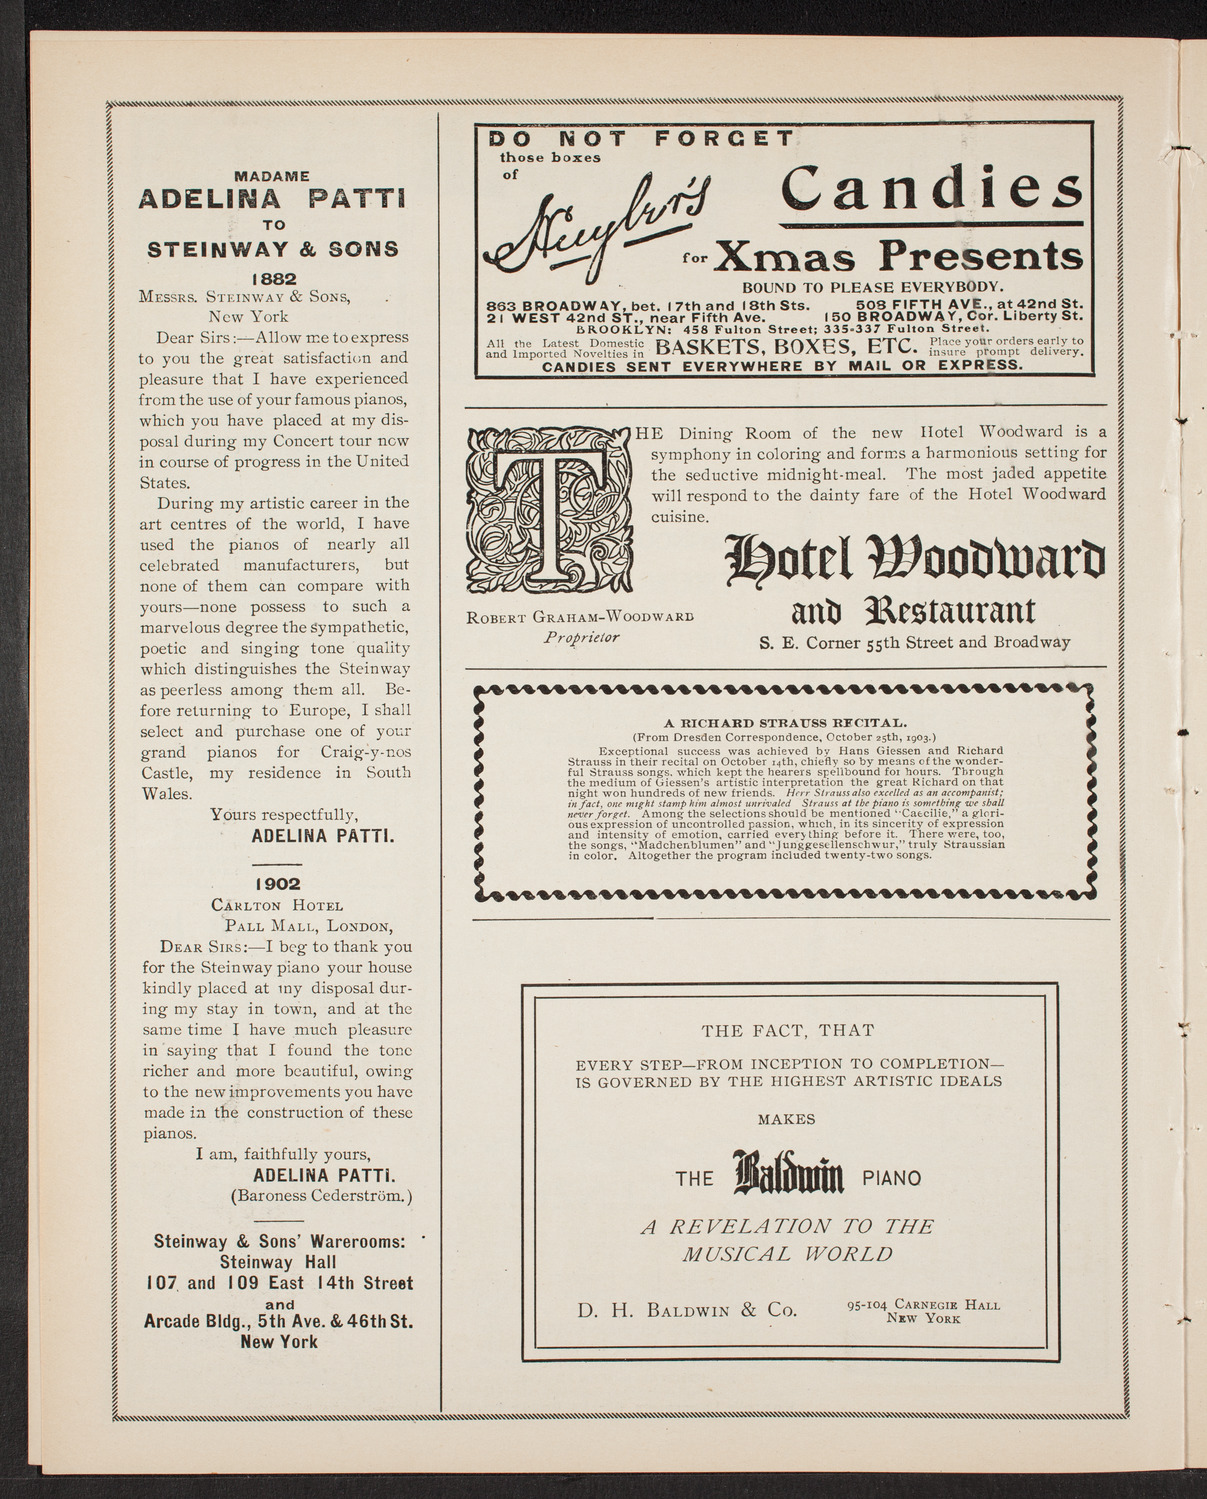 MADAME
ADELINA PATTI
TO
STEINWAY & SONS
1882
MESSRS. STEINWAY & SONS,
New York
Dear Sirs:—Allow me to express
to you the great satisfaction and
pleasure that I have experienced
from the use of your famous pianos,
which you have placed at my dis-
posal during my Concert tour now
in course of progress in the United
States.
During my artistic career in the
art centres of the world, I have
used the pianos of nearly all
celebrated manufacturers, but
none of them can compare with
yours—none possess to such a
marvelous degree the sympathetic,
poetic and singing tone quality
which distinguishes the Steinway
as peerless among them all. Be-
fore returning to Europe, I shall
select and purchase one of your
grand pianos for Craig-y-nos
Castle, my residence in South
Wales.
Yours respectfully,
ADELINA PATTI.
1902
CARLTON HOTEL
PALL MALL, LONDON,
DEAR SIRS:—I beg to thank you
for the Steinway piano your house
kindly placed at my disposal dur-
ing my stay in town, and at the
same time I have much pleasure
in saying that I found the tone
richer and more beautiful, owing
to the new improvements you have
made in the construction of these
pianos.
I am, faithfully yours,
ADELINA PATTI.
(Baroness Cederström.)
Steinway & Sons' Warerooms:
Steinway Hall
107 and 109 East 14th Street
and
Arcade Bldg., 5th Ave. & 46th St.
New York
DO NOT FORGET
those boxes
of
Huyler's
Candies
for Xmas Presents
BOUND TO PLEASE EVERYBODY.
863 BROADWAY, bet. 17th and 18th Sts. 508 FIFTH AVE., at 42nd St.
21 WEST 42nd ST., near Fifth Ave. 150 BROADWAY, Cor. Liberty St.
BROOKLYN: 458 Fulton Street; 335-337 Fulton Street.
All the Latest Domestic
and Imported Novelties in
BASKETS, BOXES, ETC.
Place your orders early to
insure prompt delivery.
CANDIES SENT EVERYWHERE BY MAIL OR EXPRESS.
THE Dining Room of the new Hotel Woodward is a
symphony in coloring and forms a harmonious setting for
the seductive midnight-meal. The most jaded appetite
will respond to the dainty fare of the Hotel Woodward
cuisine.
Hotel Woodward
and Restaurant
ROBERT GRAHAM-WOODWARD
Proprietor
S. E. Corner 55th Street and Broadway
A RICHARD STRAUSS RECITAL.
(From Dresden Correspondence, October 25th, 1903.)
Exceptional success was achieved by Hans Giessen and Richard
Strauss in their recital on October 14th, chiefly so by means of the wonder-
ful Strauss songs, which kept the hearers spellbound for hours. Through
the medium of Giessen's artistic interpretation the great Richard on that
night won hundreds of new friends. Herr Strauss also excelled as an accompanist;
in fact, one might stamp him almost unrivaled Strauss at the piano is something we shall
never forget. Among the selections should be mentioned "Caecilie," a glori-
ous expression of uncontrolled passion, which, in its sincerity of expression
and intensity of emotion, carried everything before it. There were, too,
the songs, "Madchenblumen" and "Junggesellenschwur," truly Straussian
in color. Altogether the program included twenty-two songs.
THE FACT, THAT
EVERY STEP—FROM INCEPTION TO COMPLETION—
IS GOVERNED BY THE HIGHEST ARTISTIC IDEALS
MAKES
THE Baldwin PIANO
A REVELATION TO THE
MUSICAL WORLD
D. H. BALDWIN & CO.
95-104 CARNEGIE HALL
NEW YORK